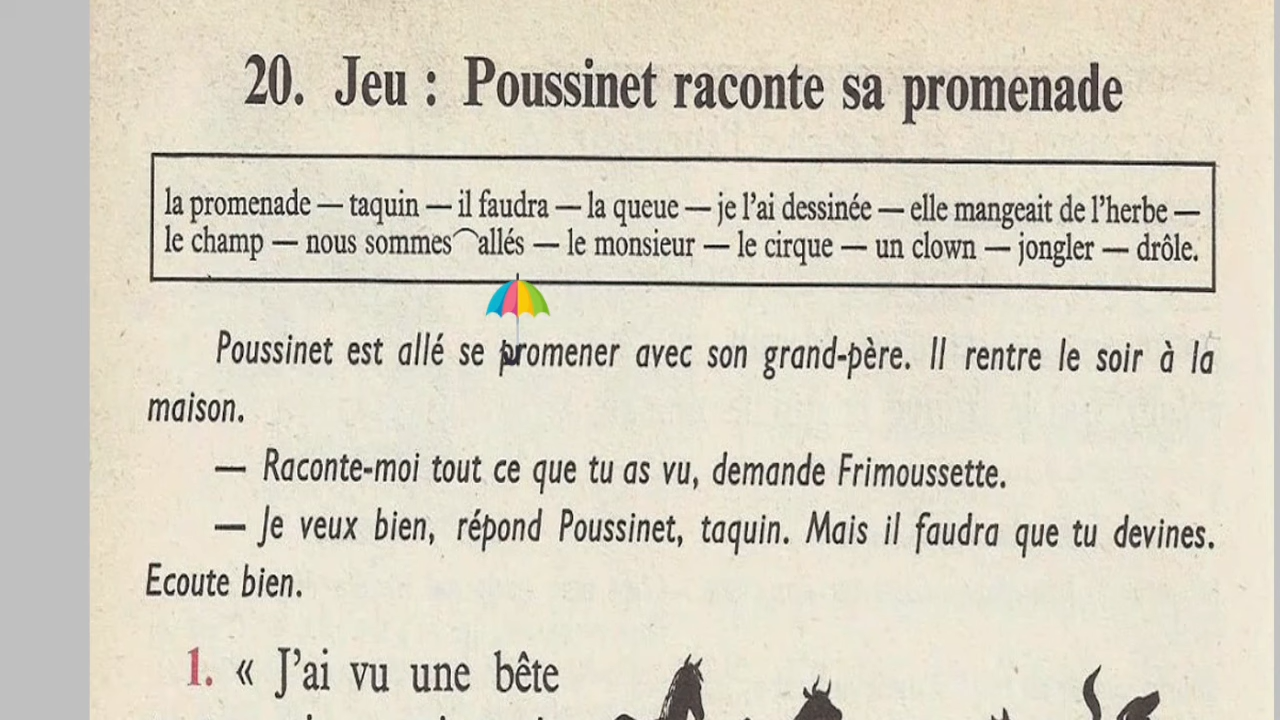 20. Jeu : Poussinet raconte sa promenade
la promenade — taquin — il faudra — la queue — je l'ai dessinée — elle mangeait de l'herbe —
le champ — nous sommes‿allés — le monsieur — le cirque — un clown — jongler — drôle.
Poussinet est allé se promener avec son grand-père. Il rentre le soir à la
maison.
— Raconte-moi tout ce que tu as vu, demande Frimoussette.
— Je veux bien, répond Poussinet, taquin. Mais il faudra que tu devines.
Ecoute bien.
1. « J'ai vu une bête